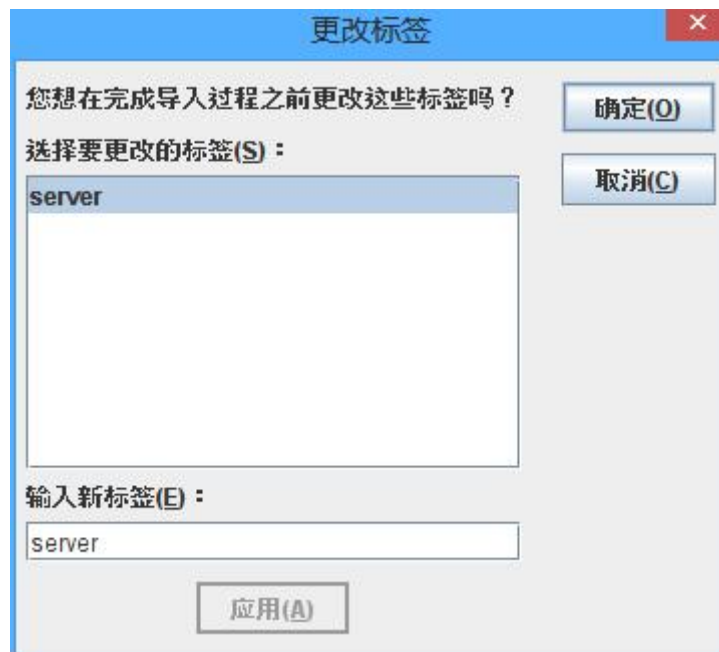 更改标签
您想在完成导入过程之前更改这些标签吗？
确定(O)
选择要更改的标签(S)：
取消(C)
server
输入新标签(E)：
server
应用(A)